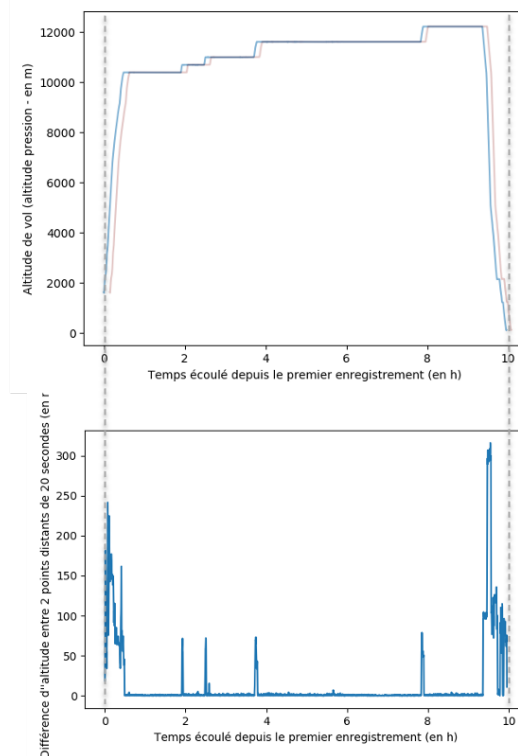 12000
10000
8000
6000
4000
2000
0
Altitude de vol (altitude pression - en m)
0 2 4 6 8 10
Temps écoulé depuis le premier enregistrement (en h)
300
250
200
150
100
50
0
Différence d"altitude entre 2 points distants de 20 secondes (en
0 2 4 6 8 10
Temps écoulé depuis le premier enregistrement (en h)